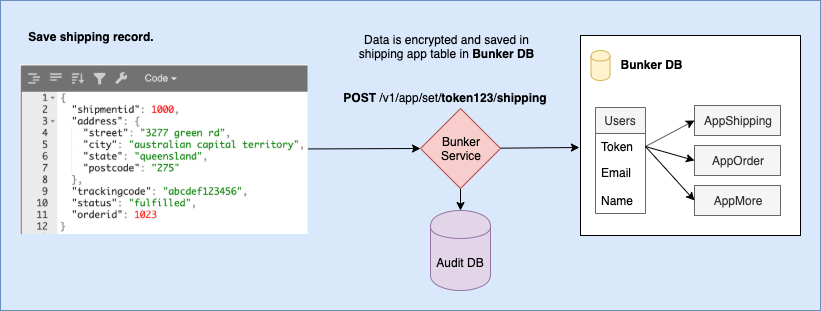 Save shipping record.
Data is encrypted and saved in
shipping app table in Bunker DB
POST /v1/app/set/token123/shipping
Code
1 {
2 "shipmentid": 1000,
3 "address": {
4 "street": "3277 green rd",
5 "city": "australian capital territory",
6 "state": "queensland",
7 "postcode": "275"
8 },
9 "trackingcode": "abcdef123456",
10 "status": "fulfilled",
11 "orderid": 1023
12 }
Bunker
Service
Audit DB
Bunker DB
Users
Token
Email
Name
AppShipping
AppOrder
AppMore